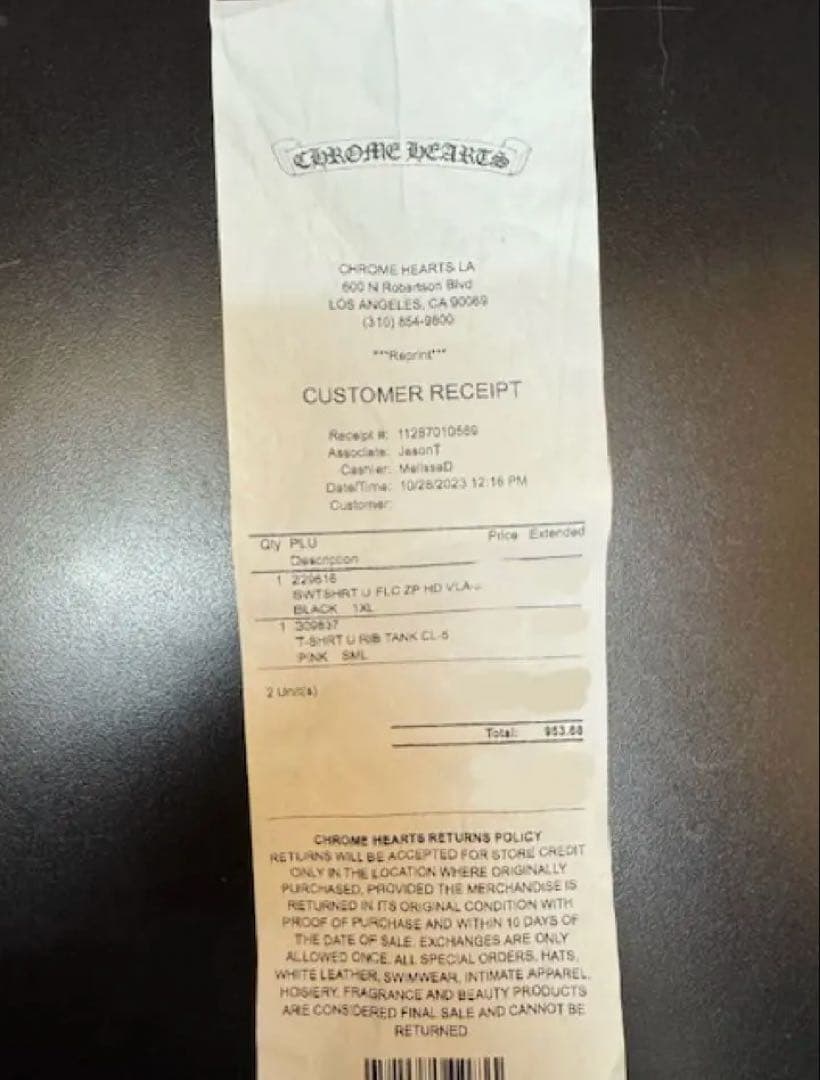 CHROME HEARTS
CHROME HEARTS LA
600 N Robertson Blvd
LOS ANGELES, CA 90069
(310) 854-9800
***Reprint***
CUSTOMER RECEIPT
Receipt #: 11287010569
Associate: JasonT
Cashier: MelissaD
Date/Time: 10/28/2023 12:16 PM
Customer:
Qty PLU Price Extended
Description
1 229616
SWTSHRT U FLC ZP HD VLA-
BLACK 1XL
1 309837
T-SHRT U RIB TANK CL-5
PINK SML
2 Unit(s)
Total: 953.68
CHROME HEARTS RETURNS POLICY
RETURNS WILL BE ACCEPTED FOR STORE CREDIT
ONLY IN THE LOCATION WHERE ORIGINALLY
PURCHASED, PROVIDED THE MERCHANDISE IS
RETURNED IN ITS ORIGINAL CONDITION WITH
PROOF OF PURCHASE AND WITHIN 10 DAYS OF
THE DATE OF SALE. EXCHANGES ARE ONLY
ALLOWED ONCE. ALL SPECIAL ORDERS, HATS,
WHITE LEATHER, SWIMWEAR, INTIMATE APPAREL,
HOSIERY, FRAGRANCE AND BEAUTY PRODUCTS
ARE CONSIDERED FINAL SALE AND CANNOT BE
RETURNED